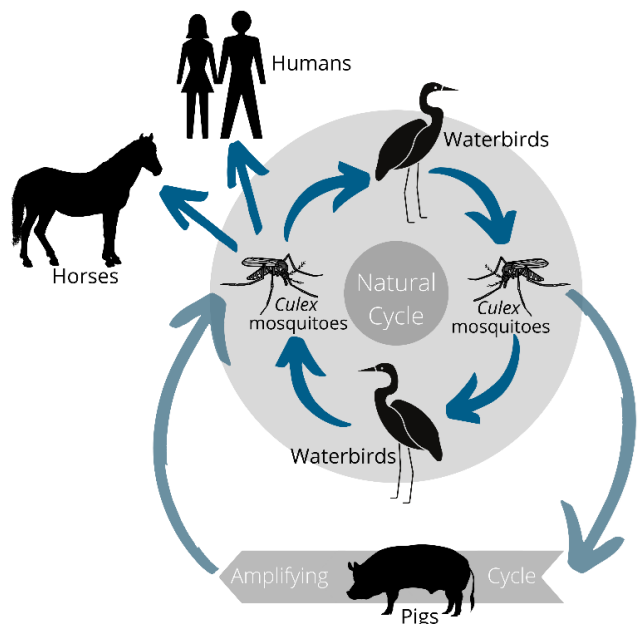 Humans
Waterbirds
Horses
Natural
Cycle
Culex
mosquitoes
Culex
mosquitoes
Waterbirds
Amplifying Cycle
Pigs